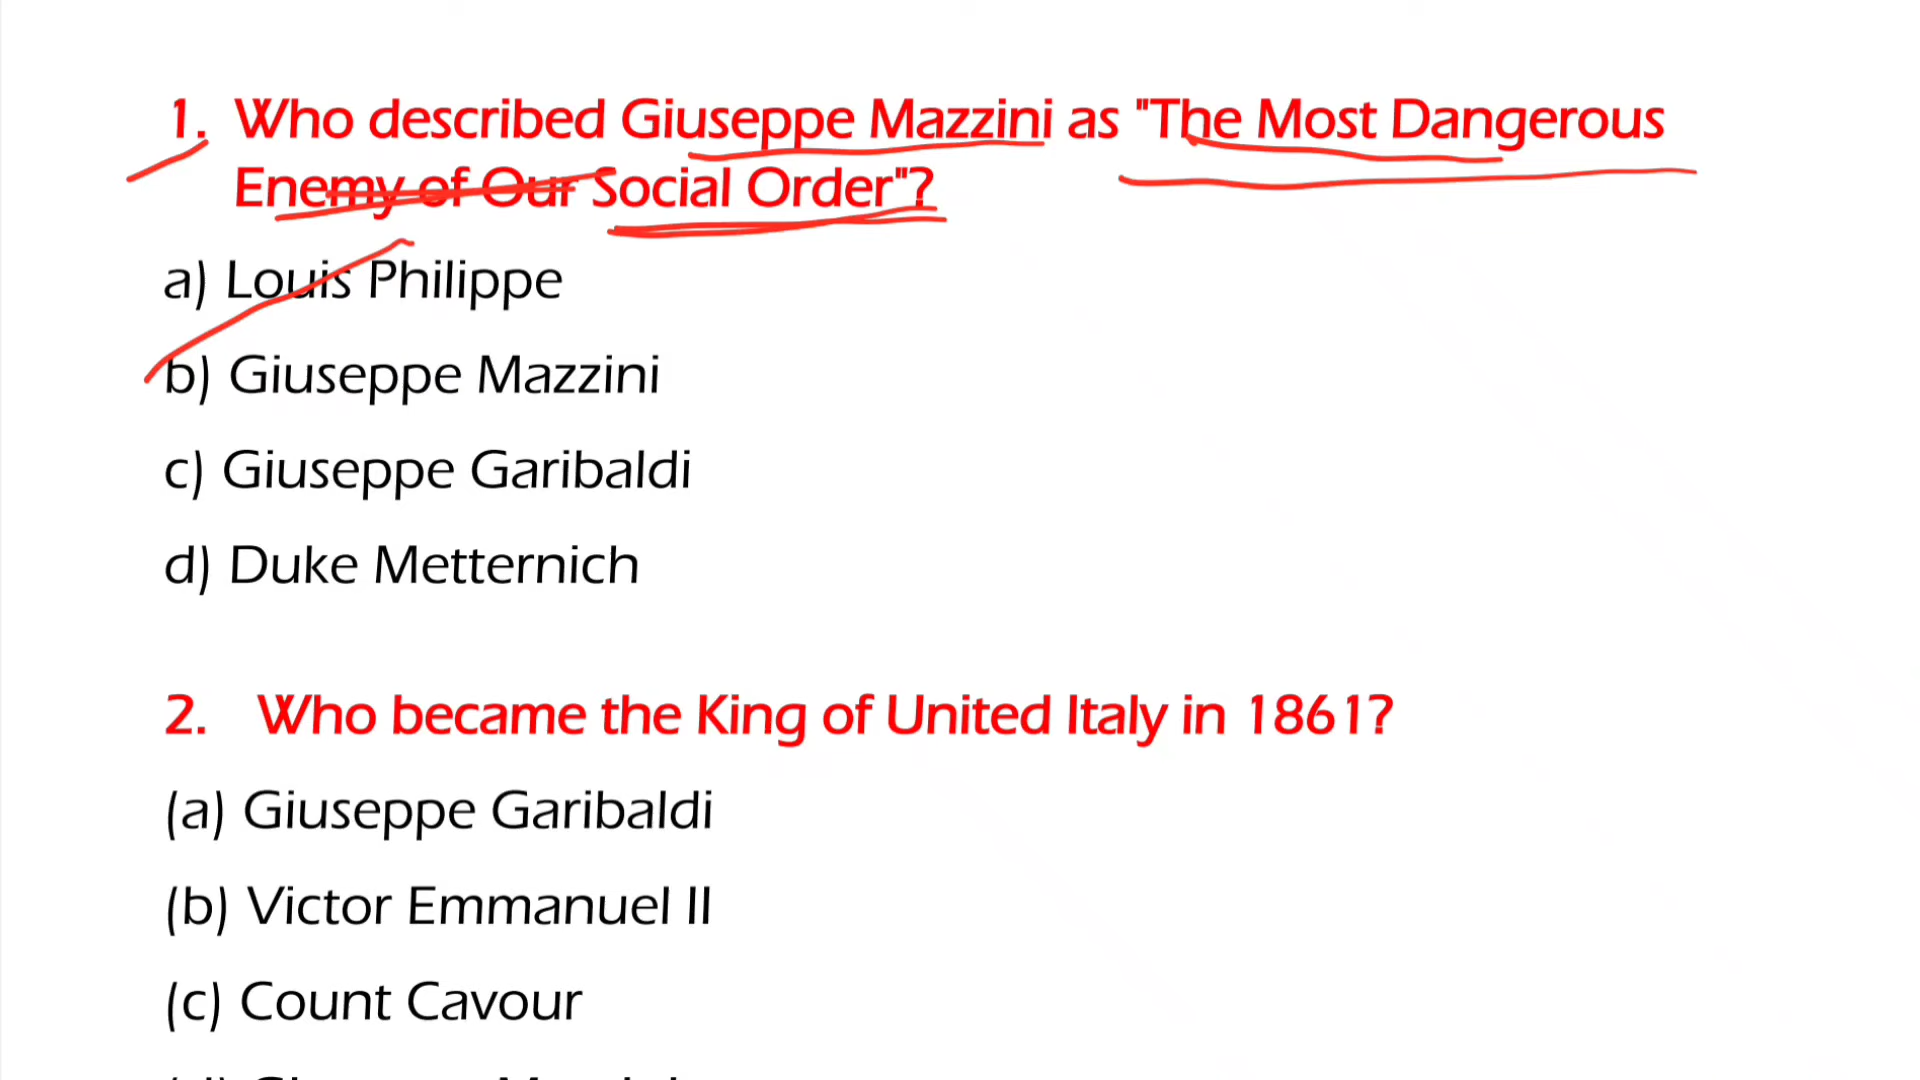 1. Who described Giuseppe Mazzini as "The Most Dangerous
Enemy of Our Social Order"?
a) Louis Philippe
b) Giuseppe Mazzini
c) Giuseppe Garibaldi
d) Duke Metternich
2. Who became the King of United Italy in 1861?
(a) Giuseppe Garibaldi
(b) Victor Emmanuel II
(c) Count Cavour